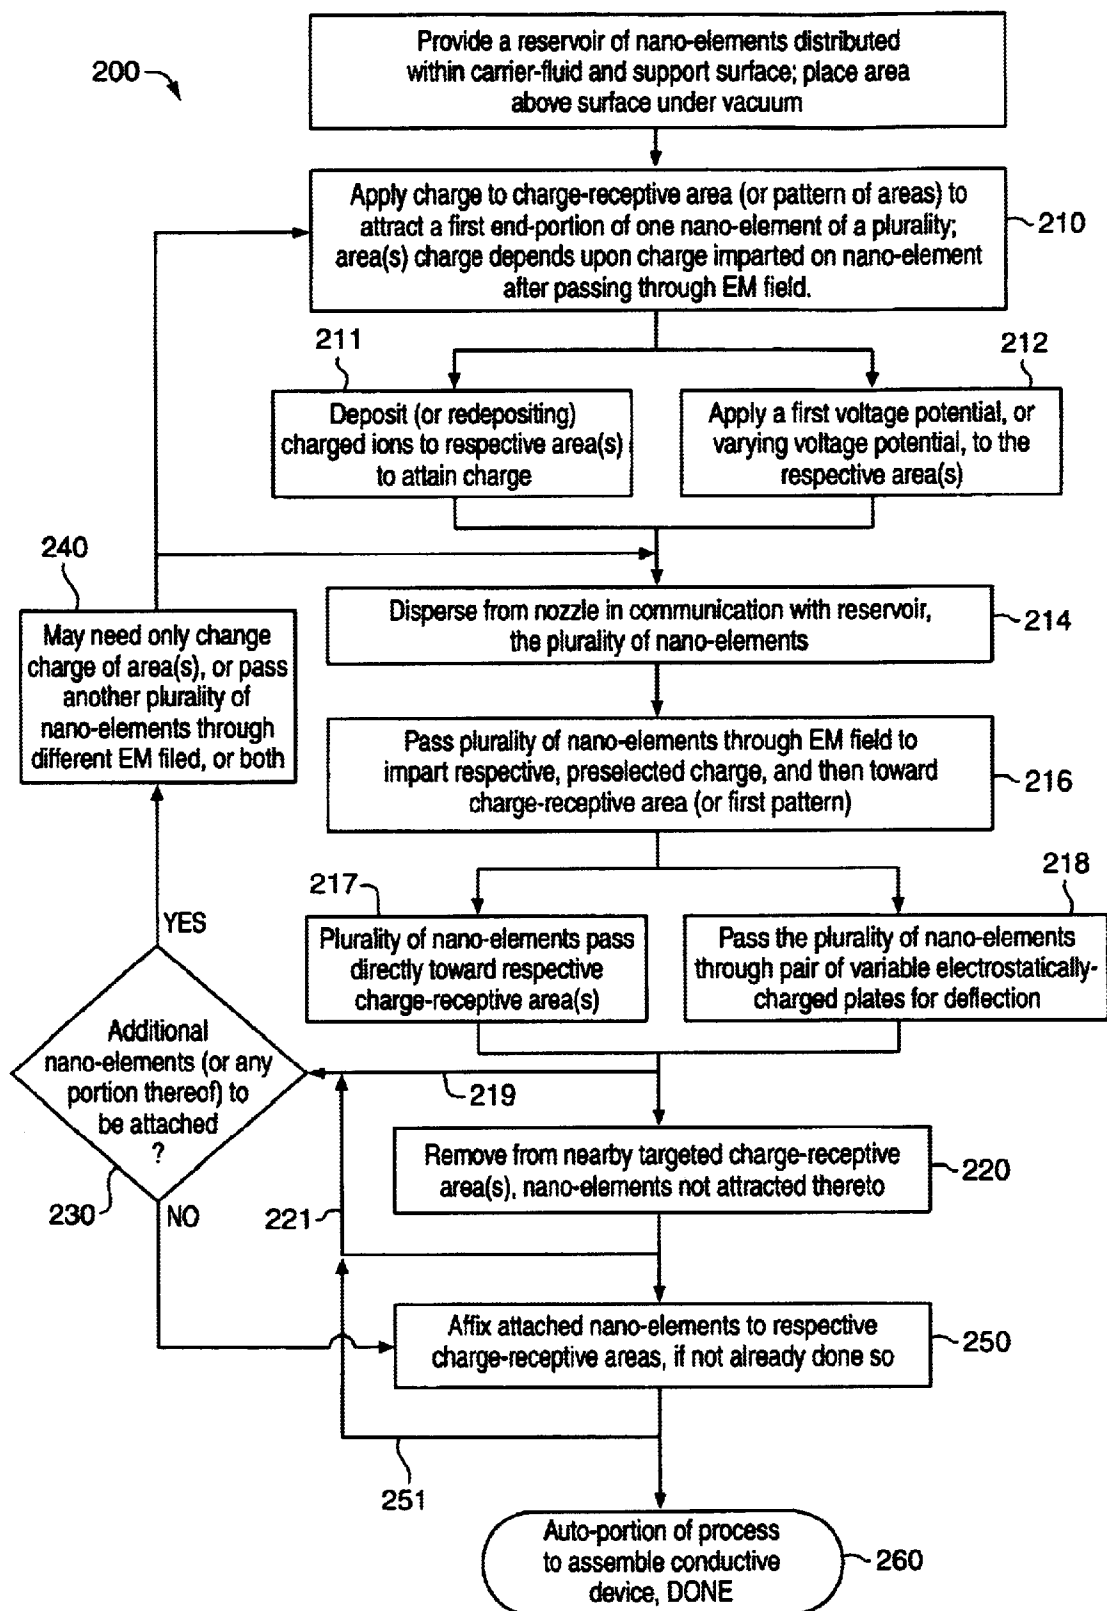 200
Provide a reservoir of nano-elements distributed
within carrier-fluid and support surface; place area
above surface under vacuum
Apply charge to charge-receptive area (or pattern of areas) to
attract a first end-portion of one nano-element of a plurality;
area(s) charge depends upon charge imparted on nano-element
after passing through EM field.
210
211
Deposit (or redepositing)
charged ions to respective area(s)
to attain charge
212
Apply a first voltage potential, or
varying voltage potential, to the
respective area(s)
240
May need only change
charge of area(s), or pass
another plurality of
nano-elements through
different EM filed, or both
Disperse from nozzle in communication with reservoir,
the plurality of nano-elements
214
Pass plurality of nano-elements through EM field to
impart respective, preselected charge, and then toward
charge-receptive area (or first pattern)
216
217
Plurality of nano-elements pass
directly toward respective
charge-receptive area(s)
218
Pass the plurality of nano-elements
through pair of variable electrostatically-
charged plates for deflection
YES
Additional
nano-elements (or any
portion thereof) to
be attached
?
230
NO
219
Remove from nearby targeted charge-receptive
area(s), nano-elements not attracted thereto
220
221
Affix attached nano-elements to respective
charge-receptive areas, if not already done so
250
251
Auto-portion of process
to assemble conductive
device, DONE
260